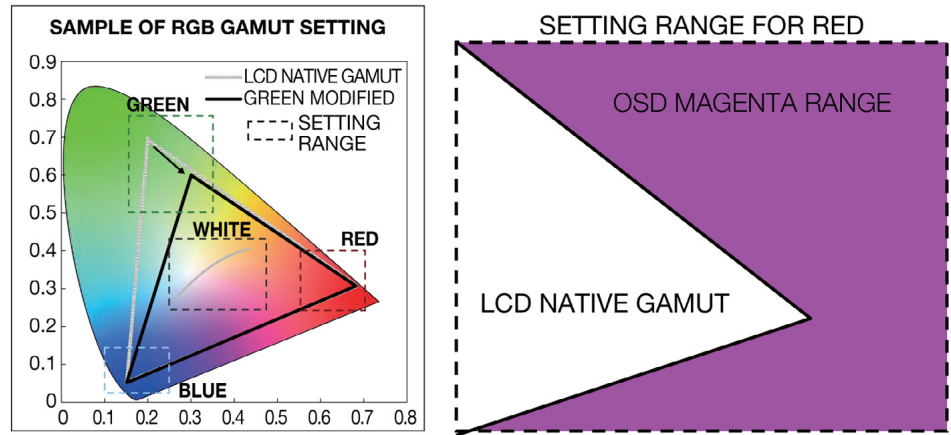 SAMPLE OF RGB GAMUT SETTING
0.9
0.8
0.7
0.6
0.5
0.4
0.3
0.2
0.1
0
0 0.1 0.2 0.3 0.4 0.5 0.6 0.7 0.8
LCD NATIVE GAMUT
GREEN MODIFIED
SETTING
RANGE
GREEN
WHITE
RED
BLUE
SETTING RANGE FOR RED
OSD MAGENTA RANGE
LCD NATIVE GAMUT